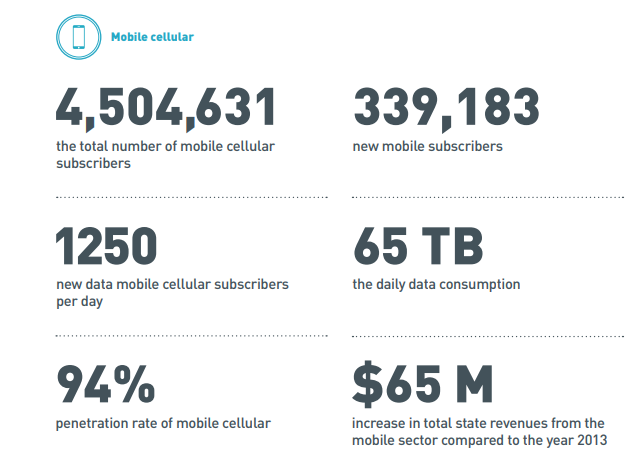 Mobile cellular
4,504,631
the total number of mobile cellular
subscribers
339,183
new mobile subscribers
1250
new data mobile cellular subscribers
per day
65 TB
the daily data consumption
94%
penetration rate of mobile cellular
$65 M
increase in total state revenues from the
mobile sector compared to the year 2013